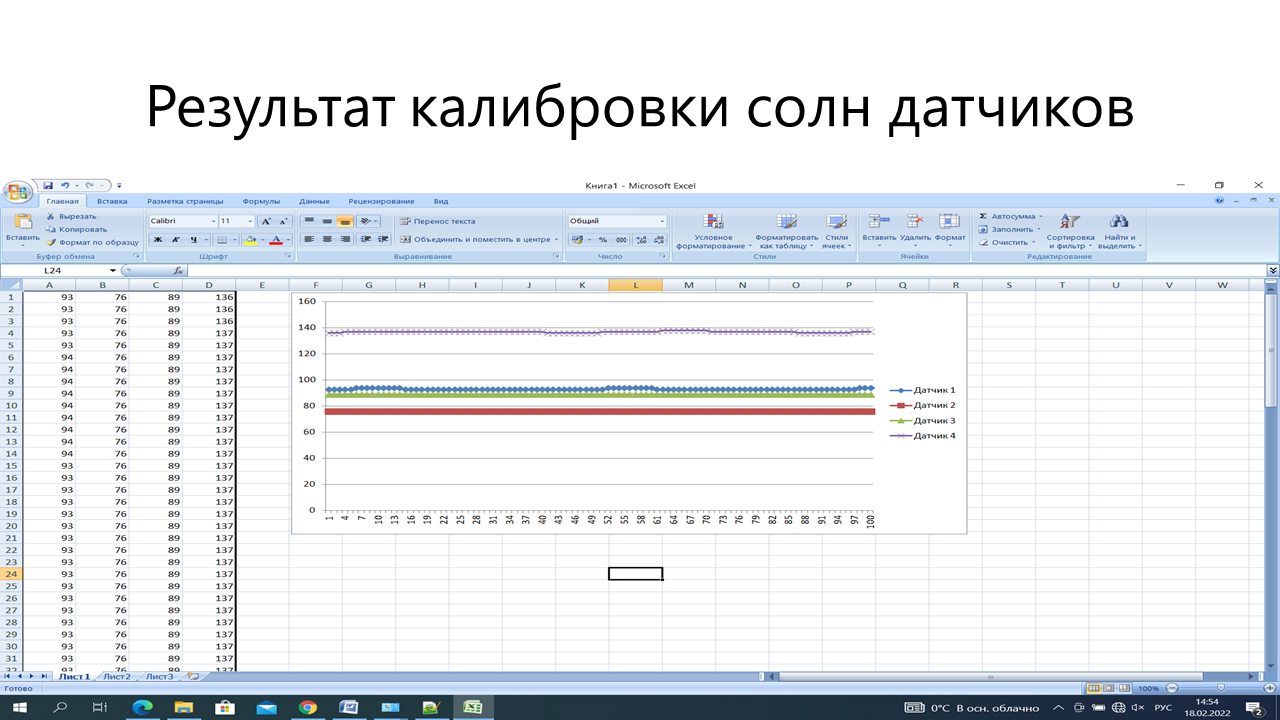 Результат калибровки солн датчиков
Книга1 - Microsoft Excel
Главная Вставка Разметка страницы Формулы Данные Рецензирование Вид
Вставить
Вырезать
Копировать
Формат по образцу
Буфер обмена
Calibri 11
Ж К Ч
Шрифт
Перенос текста
Объединить и поместить в центре
Выравнивание
Общий
% 000
Число
Условное форматирование
Форматировать как таблицу
Стили ячеек
Стили
Вставить Удалить Формат
Ячейки
Σ Автосумма
Заполнить
Очистить
Сортировка и фильтр
Найти и выделить
Редактирование
L24 fx
A B C D E F G H I J K L M N O P Q R S T U V W
1 93 76 89 136
2 93 76 89 136
3 93 76 89 136
4 93 76 89 137
5 93 76 89 137
6 94 76 89 137
7 94 76 89 137
8 94 76 89 137
9 94 76 89 137
10 94 76 89 137
11 94 76 89 137
12 94 76 89 137
13 94 76 89 137
14 94 76 89 137
15 93 76 89 137
16 93 76 89 137
17 93 76 89 137
18 93 76 89 137
19 93 76 89 137
20 93 76 89 137
21 93 76 89 137
22 93 76 89 137
23 93 76 89 137
24 93 76 89 137
25 93 76 89 137
26 93 76 89 137
27 93 76 89 137
28 93 76 89 137
29 93 76 89 137
30 93 76 89 137
31 93 76 89 137
32 93 76 89 137
160
140
120
100
80
60
40
20
0
1 4 7 10 13 16 19 22 25 28 31 34 37 40 43 46 49 52 55 58 61 64 67 70 73 76 79 82 85 88 91 94 97 100
Датчик 1
Датчик 2
Датчик 3
Датчик 4
Лист1 Лист2 Лист3
Готово 100%
0°C В осн. облачно РУС 14:54
18.02.2022 2